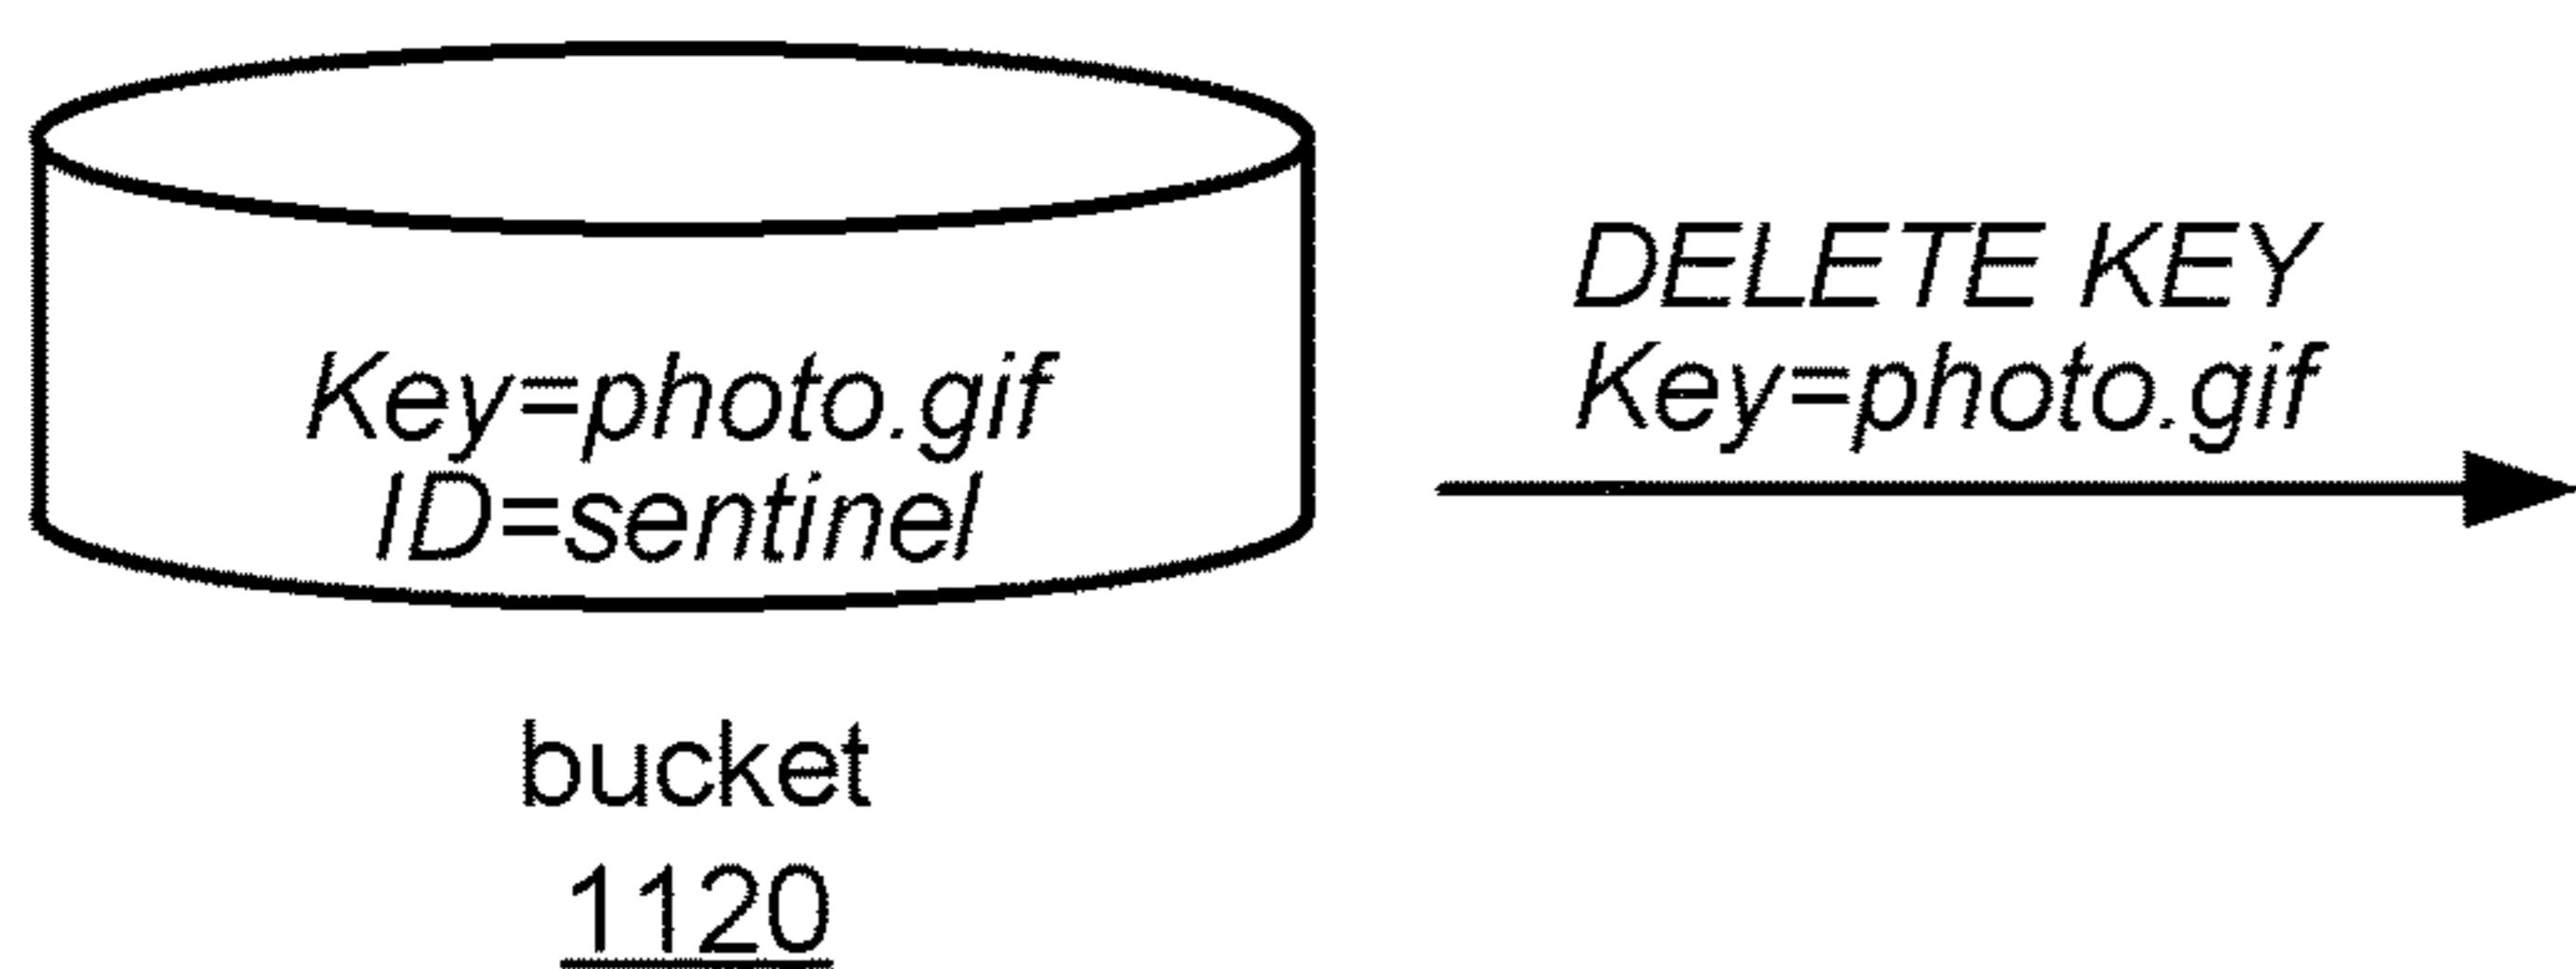 Key=photo.gif
ID=sentinel
bucket
1120
DELETE KEY
Key=photo.gif